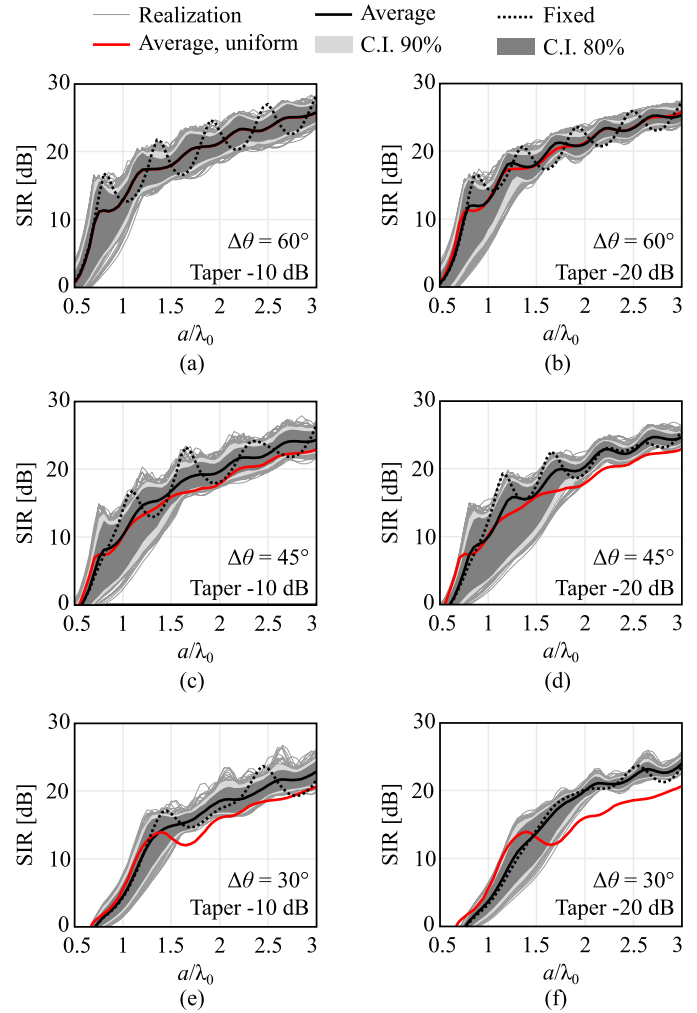 Realization Average Fixed
Average, uniform C.I. 90% C.I. 80%
30
20
10
0
SIR [dB]
Δθ = 60°
Taper -10 dB
0.5 1 1.5 2 2.5 3
a/λ₀
(a)
30
20
10
0
SIR [dB]
Δθ = 60°
Taper -20 dB
0.5 1 1.5 2 2.5 3
a/λ₀
(b)
30
20
10
0
SIR [dB]
Δθ = 45°
Taper -10 dB
0.5 1 1.5 2 2.5 3
a/λ₀
(c)
30
20
10
0
SIR [dB]
Δθ = 45°
Taper -20 dB
0.5 1 1.5 2 2.5 3
a/λ₀
(d)
30
20
10
0
SIR [dB]
Δθ = 30°
Taper -10 dB
0.5 1 1.5 2 2.5 3
a/λ₀
(e)
30
20
10
0
SIR [dB]
Δθ = 30°
Taper -20 dB
0.5 1 1.5 2 2.5 3
a/λ₀
(f)